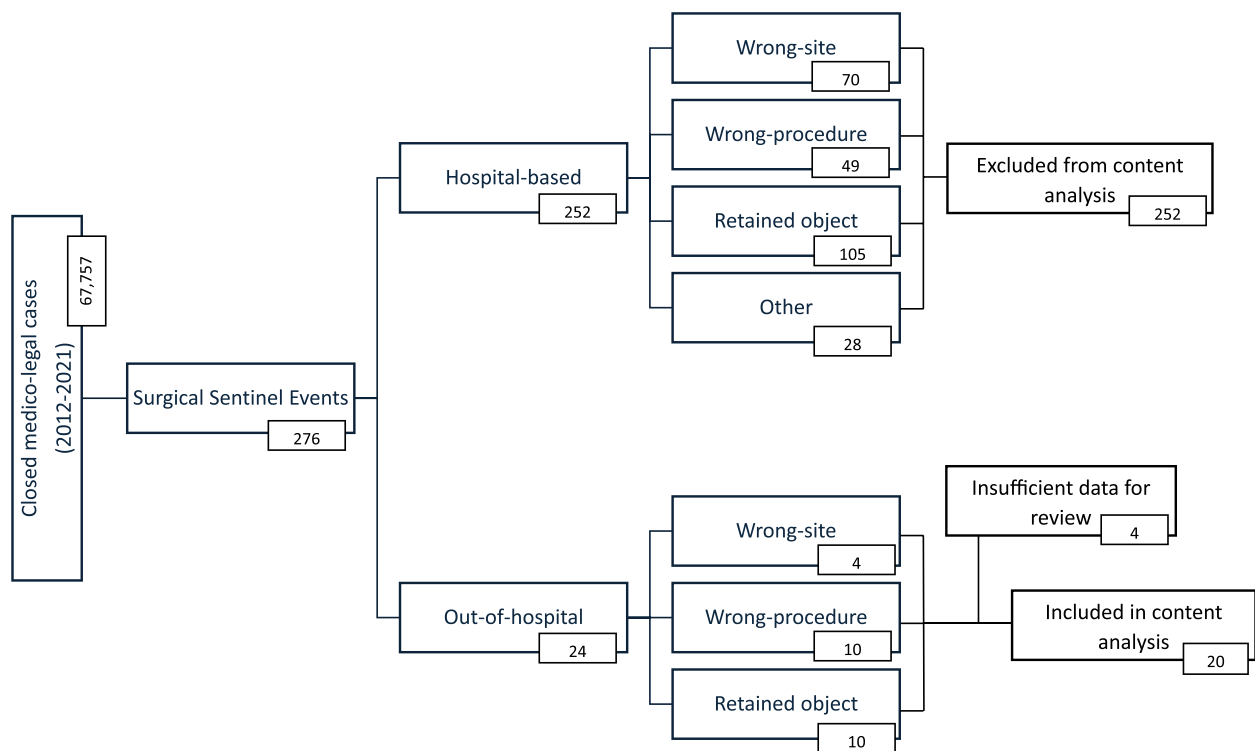 Closed medico-legal cases
(2012-2021)
67,757
Surgical Sentinel Events
276
Hospital-based
252
Wrong-site
70
Wrong-procedure
49
Retained object
105
Other
28
Excluded from content
analysis
252
Out-of-hospital
24
Wrong-site
4
Wrong-procedure
10
Retained object
10
Insufficient data for
review
4
Included in content
analysis
20